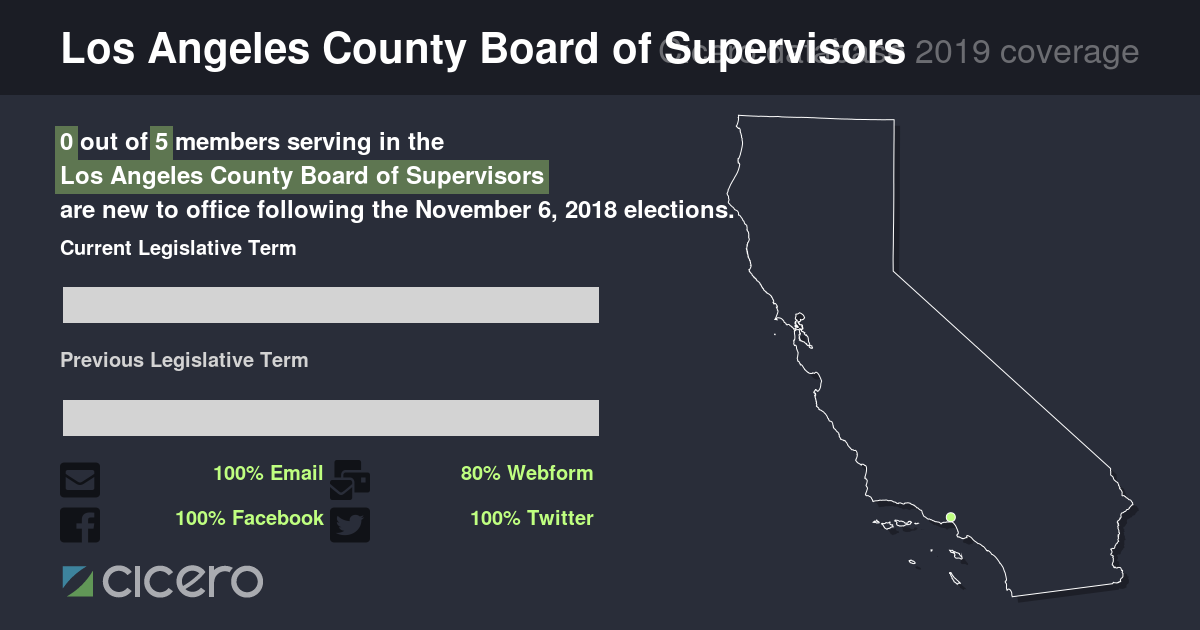 Los Angeles County Board of Supervisors
Cicero database 2019 coverage
0 out of 5 members serving in the
Los Angeles County Board of Supervisors
are new to office following the November 6, 2018 elections.
Current Legislative Term
Previous Legislative Term
100% Email
80% Webform
100% Facebook
100% Twitter
cicero